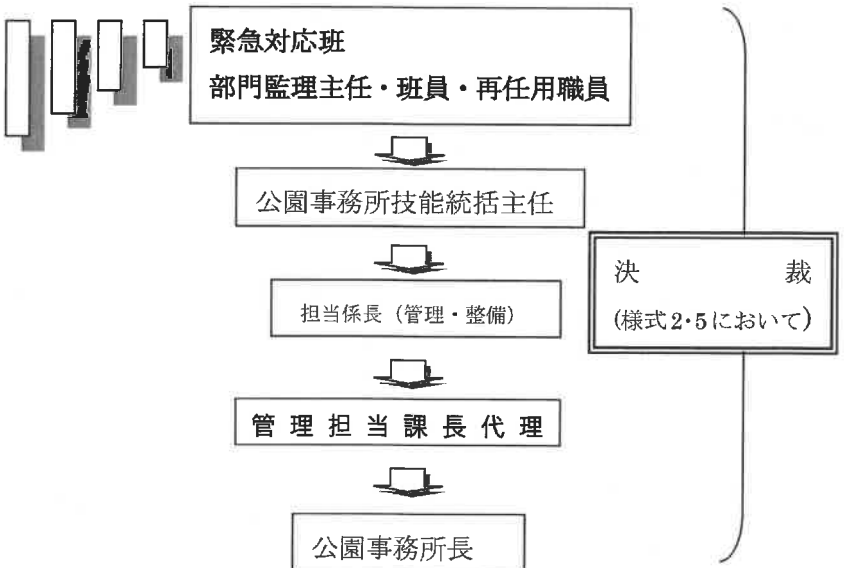 緊急対応班
部門監理主任・班員・再任用職員
公園事務所技能統括主任
担当係長（管理・整備）
管理担当課長代理
公園事務所長
決　　　裁
(様式2・5において)